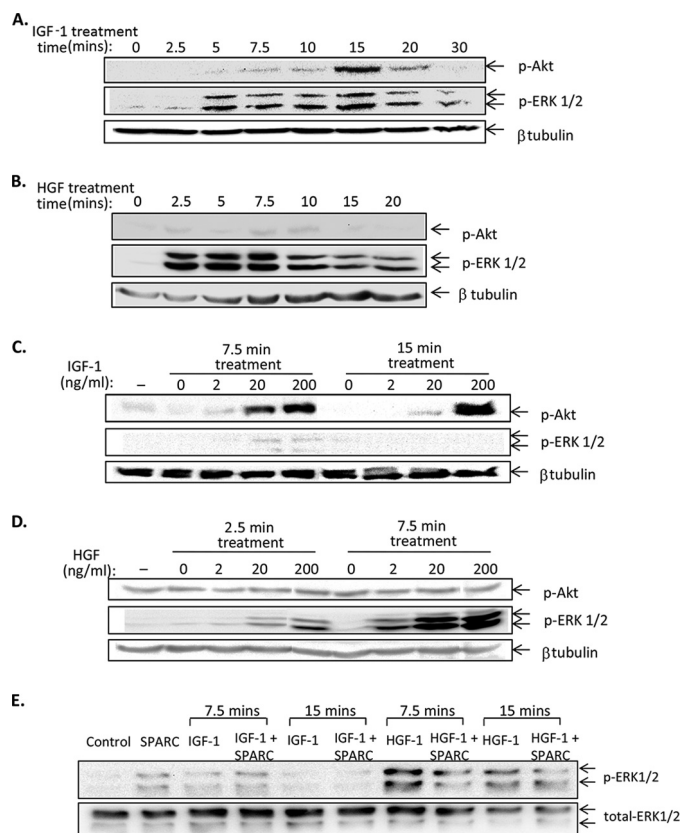 A.
IGF-1 treatment
time(mins): 0 2.5 5 7.5 10 15 20 30
p-Akt
p-ERK 1/2
β tubulin
B.
HGF treatment
time(mins): 0 2.5 5 7.5 10 15 20
p-Akt
p-ERK 1/2
β tubulin
C.
7.5 min 15 min
IGF-1 treatment treatment
(ng/ml): – 0 2 20 200 0 2 20 200
p-Akt
p-ERK 1/2
β tubulin
D.
2.5 min 7.5 min
HGF treatment treatment
(ng/ml): – 0 2 20 200 0 2 20 200
p-Akt
p-ERK 1/2
β tubulin
E.
7.5 mins 15 mins 7.5 mins 15 mins
Control SPARC IGF-1 IGF-1 + IGF-1 IGF-1 + HGF-1 HGF-1 + HGF-1 HGF-1 +
SPARC SPARC SPARC SPARC
p-ERK1/2
total-ERK1/2